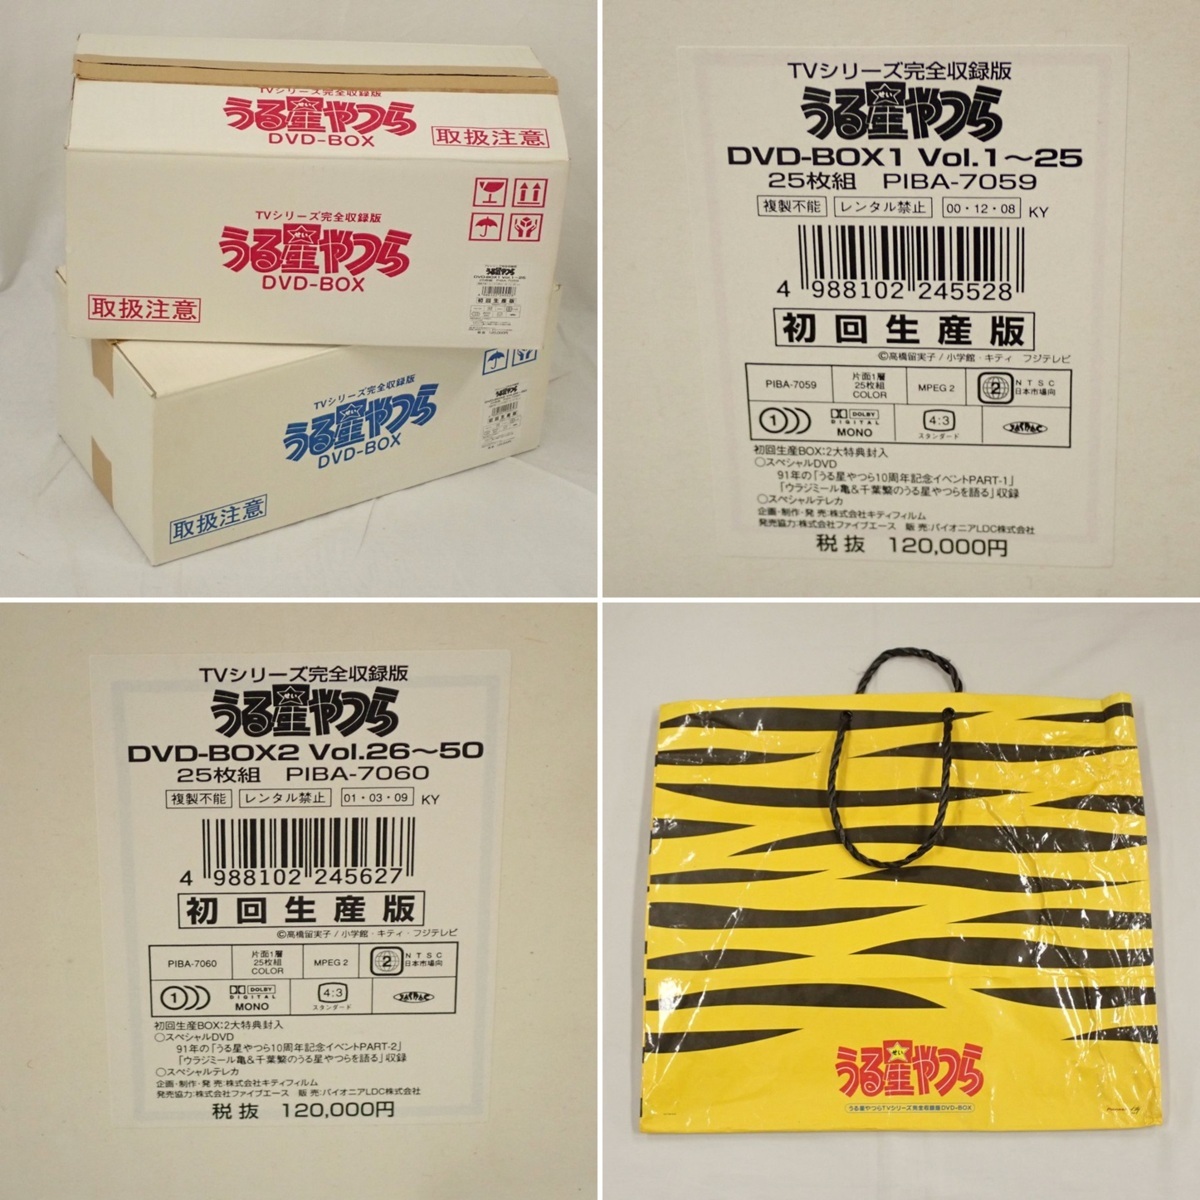 TVシリーズ完全収録版
うる星やつら
せい
DVD-BOX
取扱注意
TVシリーズ完全収録版
うる星やつら
せい
DVD-BOX
取扱注意
うる星やつら
初回生産版
TVシリーズ完全収録版
うる星やつら
せい
DVD-BOX
取扱注意
うる星やつら
初回生産版
TVシリーズ完全収録版
うる星やつら
せい
DVD-BOX1 Vol.1～25
25枚組 PIBA-7059
複製不能 レンタル禁止 00・12・08 KY
4 988102 245528
初回生産版
©高橋留美子/小学館・キティ フジテレビ
PIBA-7059 片面1層 25枚組 COLOR MPEG 2 2 NTSC 日本市場向
1 DOLBY DIGITAL MONO 4:3 スタンダード
初回生産BOX:2大特典封入
○スペシャルDVD
91年の「うる星やつら10周年記念イベントPART-1」
「ウラジミール亀&千葉繁のうる星やつらを語る」収録
○スペシャルテレカ
企画・制作・発売:株式会社キティフィルム
発売協力:株式会社ファイブエース 販売:パイオニアLDC株式会社
税抜 120,000円
TVシリーズ完全収録版
うる星やつら
せい
DVD-BOX2 Vol.26～50
25枚組 PIBA-7060
複製不能 レンタル禁止 01・03・09 KY
4 988102 245627
初回生産版
©高橋留美子/小学館・キティ・フジテレビ
PIBA-7060 片面1層 25枚組 COLOR MPEG 2 2 NTSC 日本市場向
1 DOLBY DIGITAL MONO 4:3 スタンダード
初回生産BOX:2大特典封入
○スペシャルDVD
91年の「うる星やつら10周年記念イベントPART-2」
「ウラジミール亀&千葉繁のうる星やつらを語る」収録
○スペシャルテレカ
企画・制作・発売:株式会社キティフィルム
発売協力:株式会社ファイブエース 販売:パイオニアLDC株式会社
税抜 120,000円
うる星やつら
せい
うる星やつらTVシリーズ完全収録版DVD-BOX